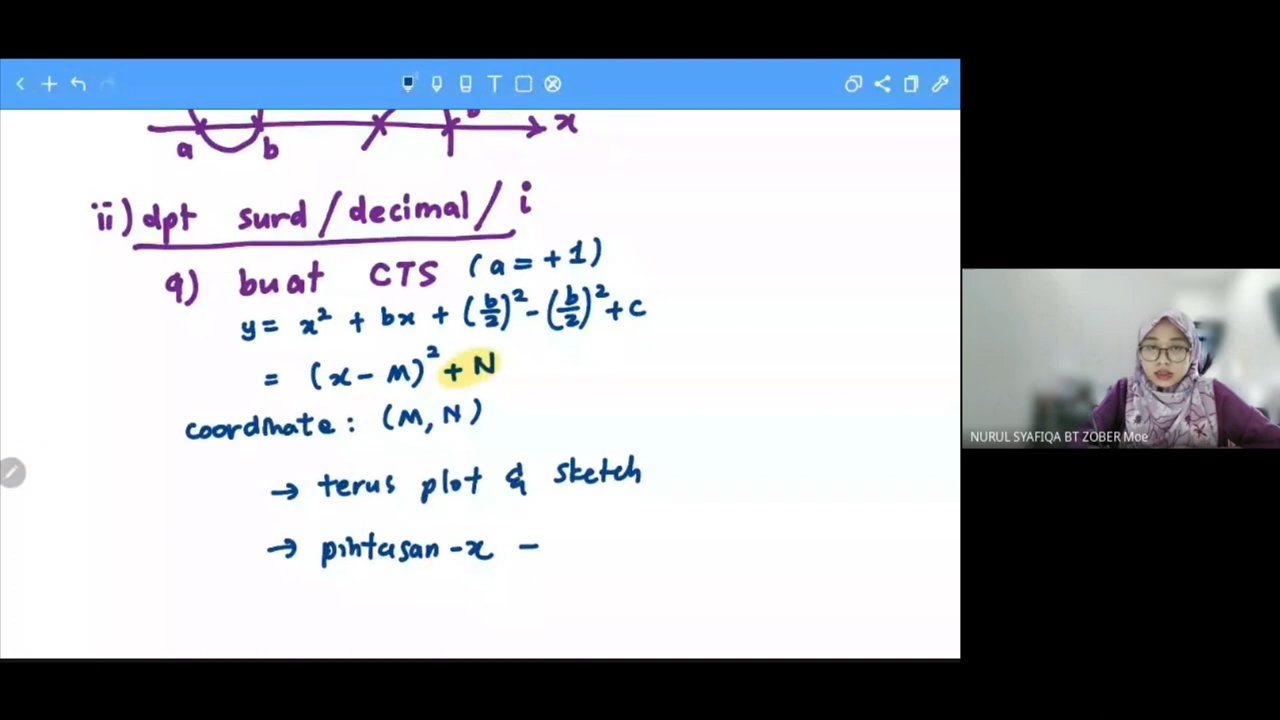 a b x
ii) dpt surd / decimal / i
a) buat CTS (a = +1)
y = x² + bx + (b/2)² - (b/2)² + c
= (x - M)² + N
coordinate : (M, N)
→ terus plot & sketch
→ pintasan -x -
T
NURUL SYAFIQA BT ZOBER Moe